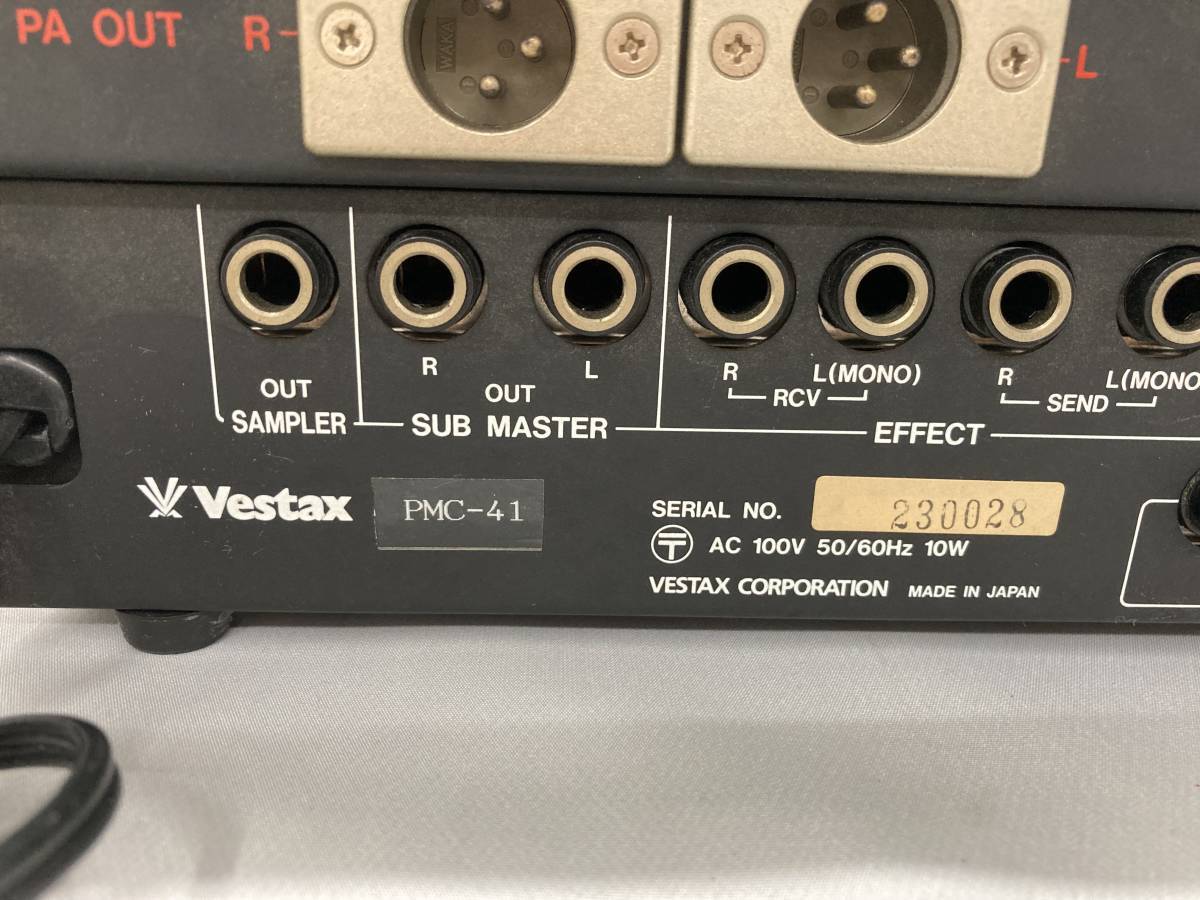 PA OUT R L
WAKA
R L R L(MONO) R L(MONO
OUT OUT RCV SEND
SAMPLER SUB MASTER EFFECT
Vestax PMC-41 SERIAL NO. 230028
AC 100V 50/60Hz 10W
VESTAX CORPORATION MADE IN JAPAN